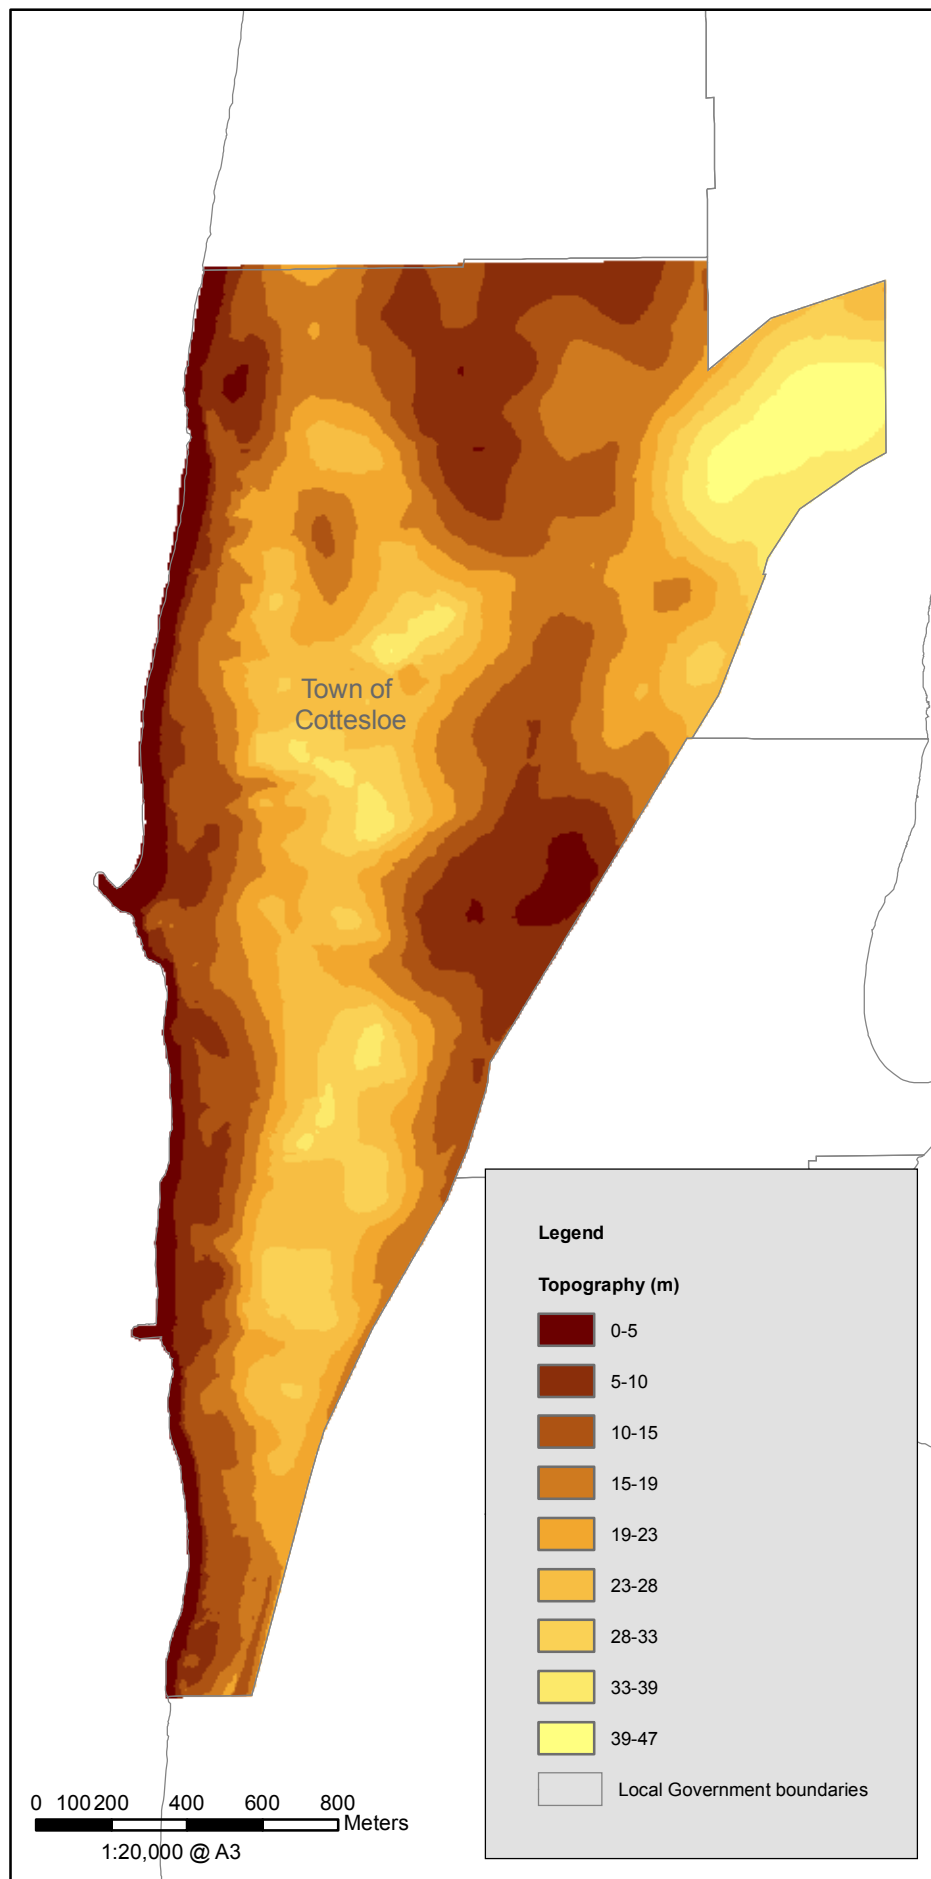 Town of
Cottesloe
Legend
Topography (m)
0-5
5-10
10-15
15-19
19-23
23-28
28-33
33-39
39-47
Local Government boundaries
0 100 200 400 600 800
Meters
1:20,000 @ A3